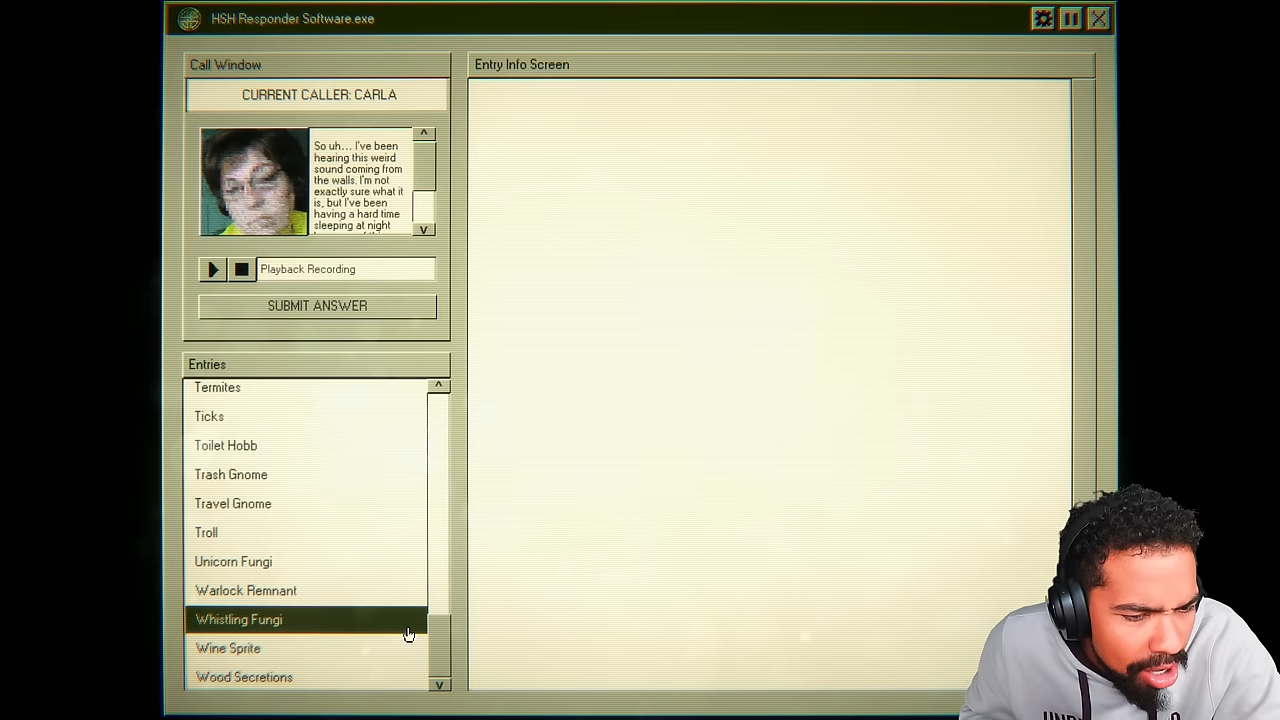 HSH Responder Software.exe
Call Window
CURRENT CALLER: CARLA
So uh... I've been
hearing this weird
sound coming from
the walls. I'm not
exactly sure what it
is, but I've been
having a hard time
sleeping at night
Playback Recording
SUBMIT ANSWER
Entries
Termites
Ticks
Toilet Hobb
Trash Gnome
Travel Gnome
Troll
Unicorn Fungi
Warlock Remnant
Whistling Fungi
Wine Sprite
Wood Secretions
Entry Info Screen